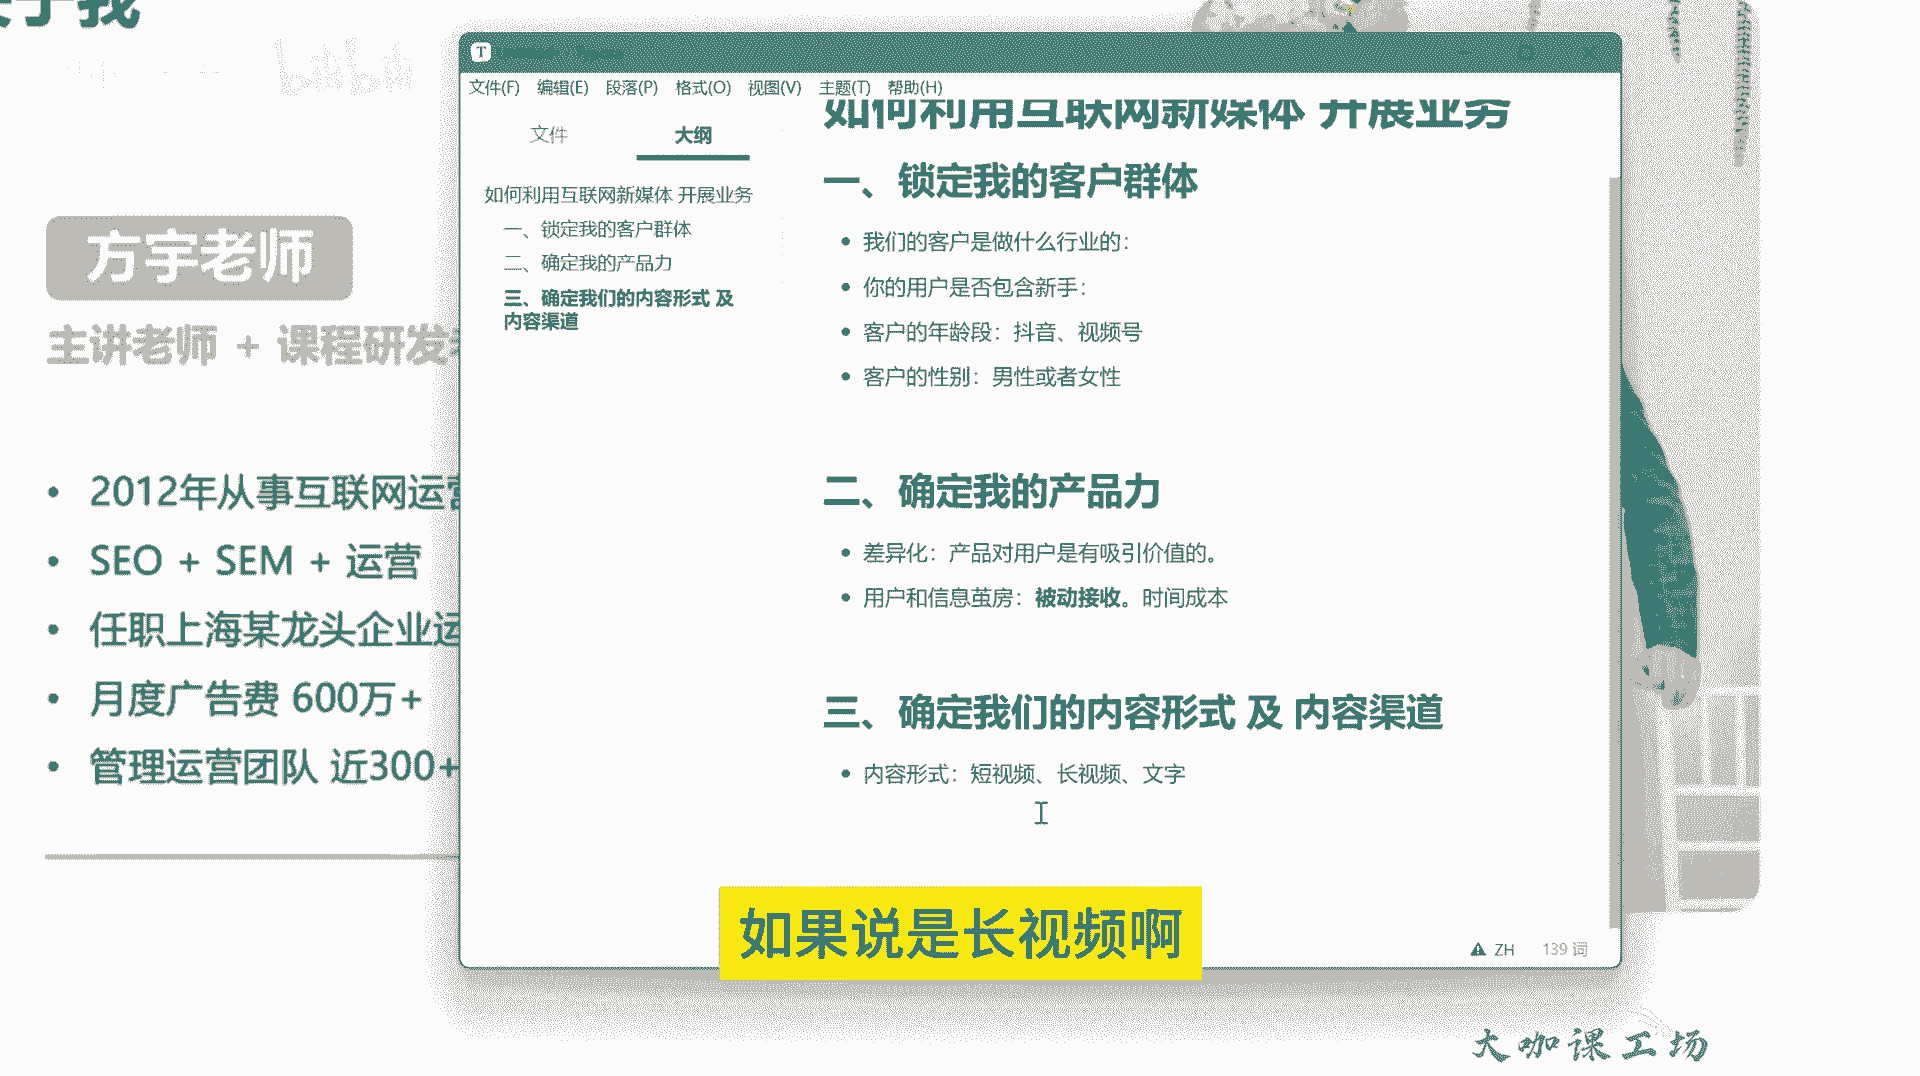 关于我
bilibili
方宇老师
主讲老师 + 课程研发
2012年从事互联网运营
SEO + SEM + 运营
任职上海某龙头企业运
月度广告费 600万+
管理运营团队 近300+
T
文件(F) 编辑(E) 段落(P) 格式(O) 视图(V) 主题(T) 帮助(H)
文件 大纲
如何利用互联网新媒体 开展业务
一、锁定我的客户群体
二、确定我的产品力
三、确定我们的内容形式 及
内容渠道
如何利用互联网新媒体 开展业务
一、锁定我的客户群体
我们的客户是做什么行业的：
你的用户是否包含新手：
客户的年龄段：抖音、视频号
客户的性别：男性或者女性
二、确定我的产品力
差异化：产品对用户是有吸引价值的。
用户和信息茧房：被动接收。时间成本
三、确定我们的内容形式 及 内容渠道
内容形式：短视频、长视频、文字
ZH 139 词
如果说是长视频啊
大咖课工场